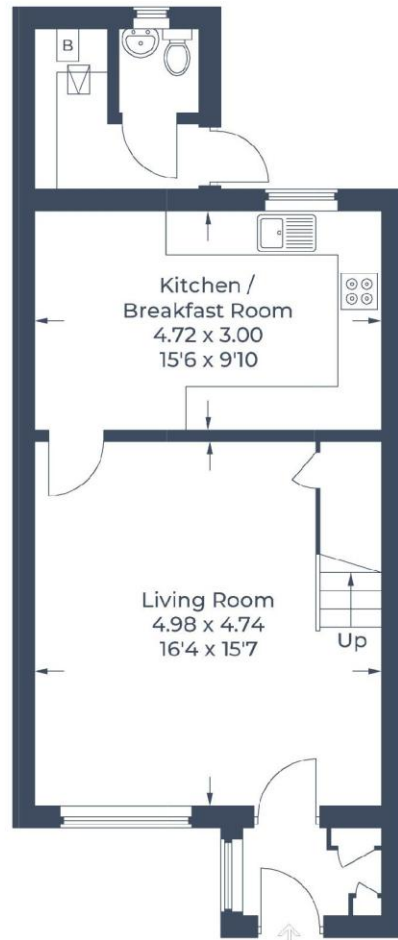 B
Kitchen /
Breakfast Room
4.72 x 3.00
15'6 x 9'10
Living Room
4.98 x 4.74
16'4 x 15'7
Up